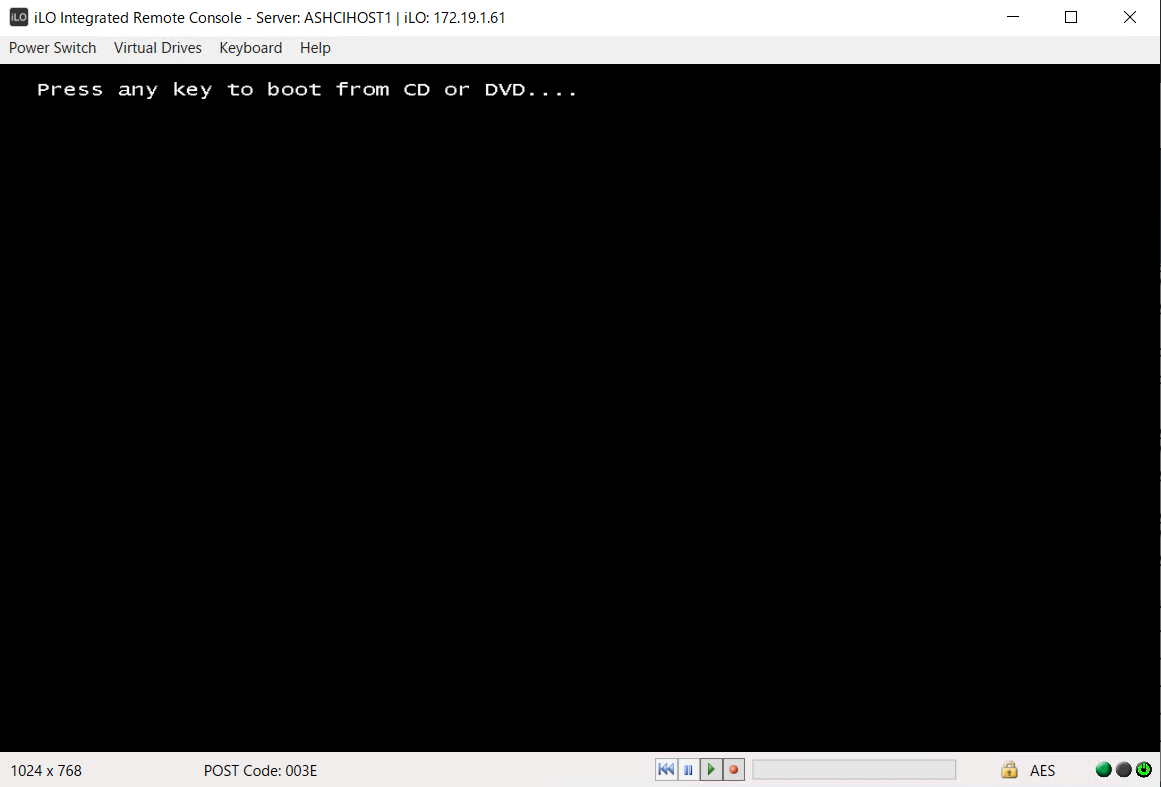 iLO iLO Integrated Remote Console - Server: ASHCIHOST1 | iLO: 172.19.1.61
Power Switch Virtual Drives Keyboard Help
Press any key to boot from CD or DVD....
1024 x 768 POST Code: 003E AES